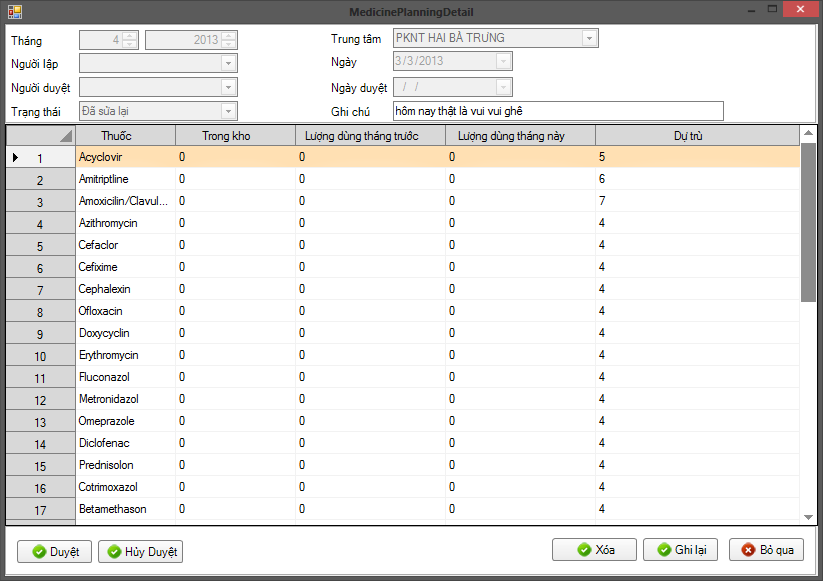 MedicinePlanningDetail
Tháng 4 2013 Trung tâm PKNT HAI BÀ TRƯNG
Người lập Ngày 3/3/2013
Người duyệt Ngày duyệt / /
Trạng thái Đã sửa lại Ghi chú hôm nay thật là vui vui ghê
Thuốc Trong kho Lượng dùng tháng trước Lượng dùng tháng này Dự trù
1 Acyclovir 0 0 0 5
2 Amitriptline 0 0 0 6
3 Amoxicilin/Clavul... 0 0 0 7
4 Azithromycin 0 0 0 4
5 Cefaclor 0 0 0 4
6 Cefixime 0 0 0 4
7 Cephalexin 0 0 0 4
8 Ofloxacin 0 0 0 4
9 Doxycyclin 0 0 0 4
10 Erythromycin 0 0 0 4
11 Fluconazol 0 0 0 4
12 Metronidazol 0 0 0 4
13 Omeprazole 0 0 0 4
14 Diclofenac 0 0 0 4
15 Prednisolon 0 0 0 4
16 Cotrimoxazol 0 0 0 4
17 Betamethason 0 0 0 4
Duyệt Hủy Duyệt Xóa Ghi lại Bỏ qua